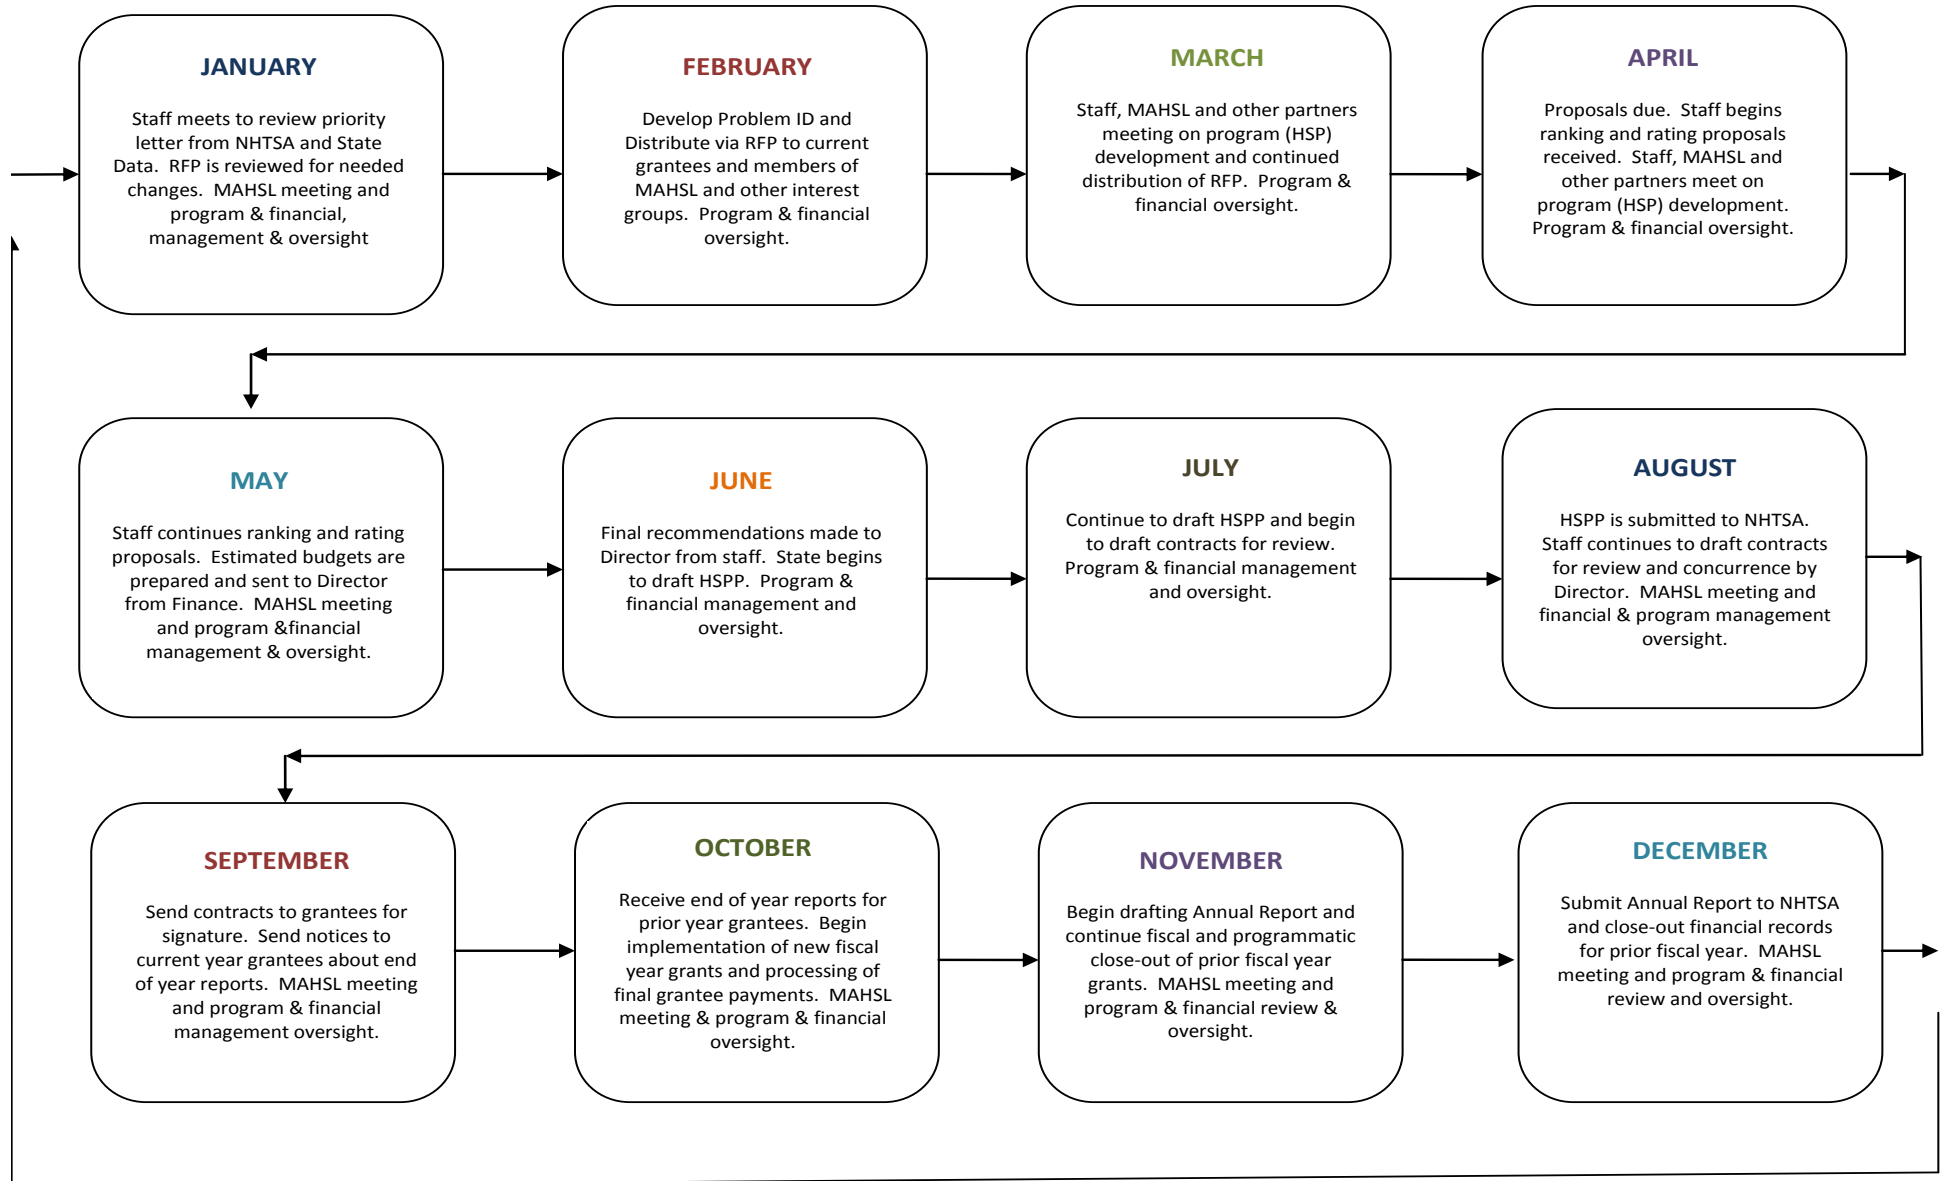 JANUARY
Staff meets to review priority
letter from NHTSA and State
Data.  RFP is reviewed for needed
changes.  MAHSL meeting and
program & financial,
management & oversight
FEBRUARY
Develop Problem ID and
Distribute via RFP to current
grantees and members of
MAHSL and other interest
groups.  Program & financial
oversight.
MARCH
Staff, MAHSL and other partners
meeting on program (HSP)
development and continued
distribution of RFP.  Program &
financial oversight.
APRIL
Proposals due.  Staff begins
ranking and rating proposals
received.  Staff, MAHSL and
other partners meet on
program (HSP) development.
Program & financial oversight.
MAY
Staff continues ranking and rating
proposals.  Estimated budgets are
prepared and sent to Director
from Finance.  MAHSL meeting
and program &financial
management & oversight.
JUNE
Final recommendations made to
Director from staff.  State begins
to draft HSPP.  Program &
financial management and
oversight.
JULY
Continue to draft HSPP and begin
to draft contracts for review.
Program & financial management
and oversight.
AUGUST
HSPP is submitted to NHTSA.
Staff continues to draft contracts
for review and concurrence by
Director.  MAHSL meeting and
financial & program management
oversight.
SEPTEMBER
Send contracts to grantees for
signature.  Send notices to
current year grantees about end
of year reports.  MAHSL meeting
and program & financial
management oversight.
OCTOBER
Receive end of year reports for
prior year grantees.  Begin
implementation of new fiscal
year grants and processing of
final grantee payments.  MAHSL
meeting & program & financial
oversight.
NOVEMBER
Begin drafting Annual Report and
continue fiscal and programmatic
close-out of prior fiscal year
grants.  MAHSL meeting and
program & financial review &
oversight.
DECEMBER
Submit Annual Report to NHTSA
and close-out financial records
for prior fiscal year.  MAHSL
meeting and program & financial
review and oversight.